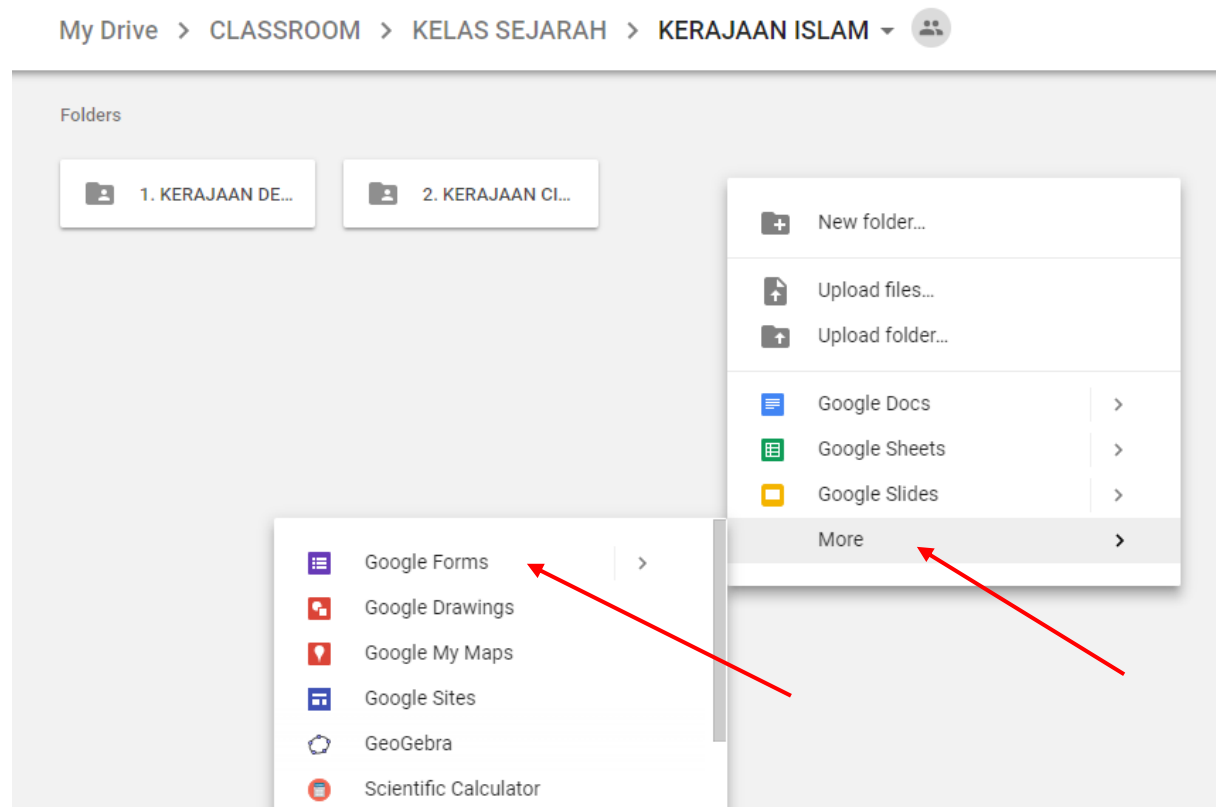 My Drive > CLASSROOM > KELAS SEJARAH > KERAJAAN ISLAM
Folders
1. KERAJAAN DE...
2. KERAJAAN CI...
New folder...
Upload files...
Upload folder...
Google Docs
Google Sheets
Google Slides
More
Google Forms
Google Drawings
Google My Maps
Google Sites
GeoGebra
Scientific Calculator